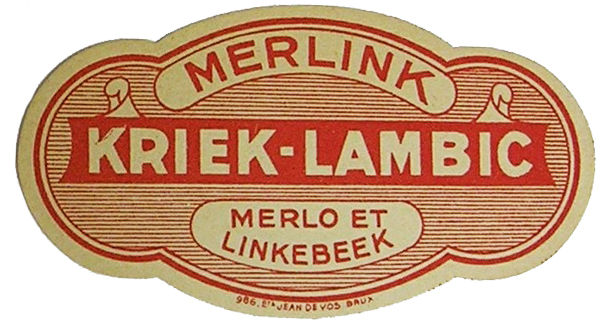 MERLINK
KRIEK-LAMBIC
MERLO ET
LINKEBEEK
986, Ets JEAN DE VOS BRUX